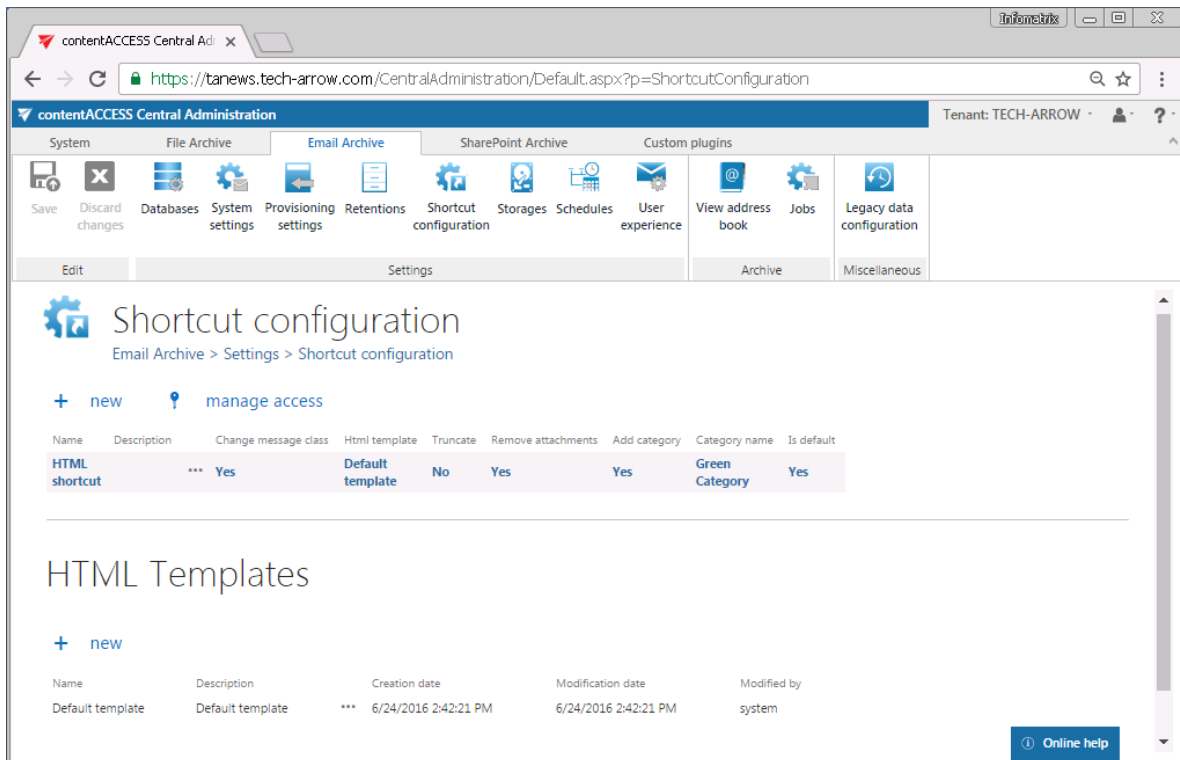 Infomatrix
contentACCESS Central Adi
https://tanews.tech-arrow.com/CentralAdministration/Default.aspx?p=ShortcutConfiguration
contentACCESS Central Administration
Tenant: TECH-ARROW
?
System File Archive Email Archive SharePoint Archive Custom plugins
Save Discard changes Databases System settings Provisioning settings Retentions Shortcut configuration Storages Schedules User experience View address book Jobs Legacy data configuration
Edit Settings Archive Miscellaneous
Shortcut configuration
Email Archive > Settings > Shortcut configuration
+ new manage access
Name Description Change message class Html template Truncate Remove attachments Add category Category name Is default
HTML shortcut ... Yes Default template No Yes Yes Green Category Yes
HTML Templates
+ new
Name Description Creation date Modification date Modified by
Default template Default template ... 6/24/2016 2:42:21 PM 6/24/2016 2:42:21 PM system
Online help